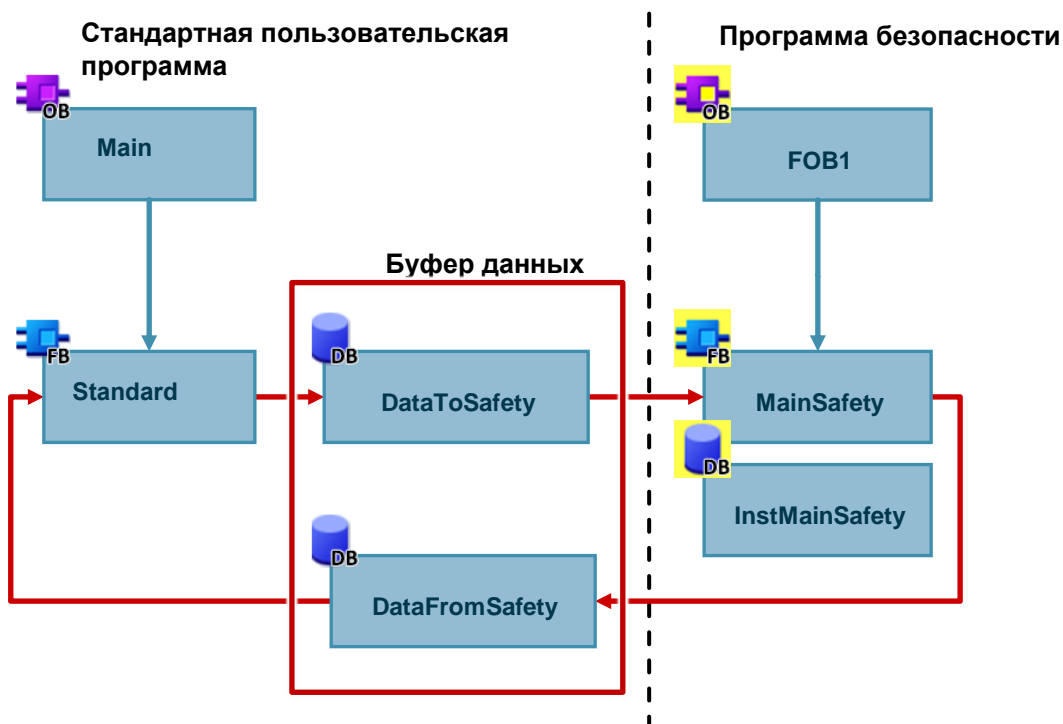 Стандартная пользовательская
программа
Программа безопасности
OB
Main
OB
FOB1
Буфер данных
FB
Standard
DB
DataToSafety
FB
MainSafety
DB
InstMainSafety
DB
DataFromSafety